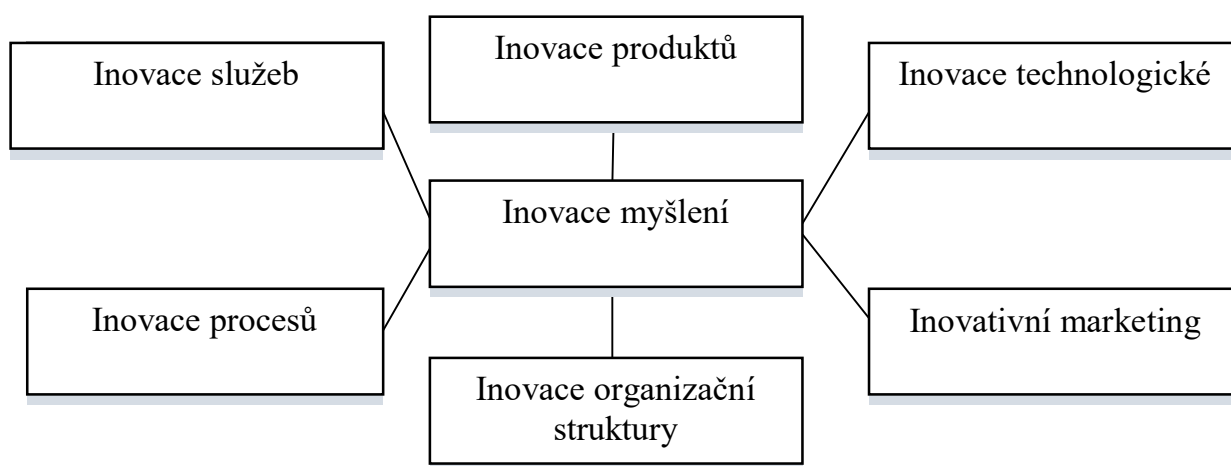 Inovace služeb
Inovace produktů
Inovace technologické
Inovace myšlení
Inovace procesů
Inovativní marketing
Inovace organizační
struktury